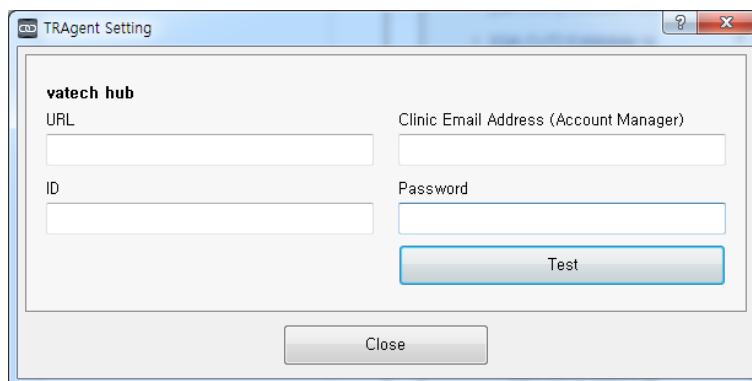 TRAgent Setting
vatech hub
URL
Clinic Email Address (Account Manager)
ID
Password
Test
Close